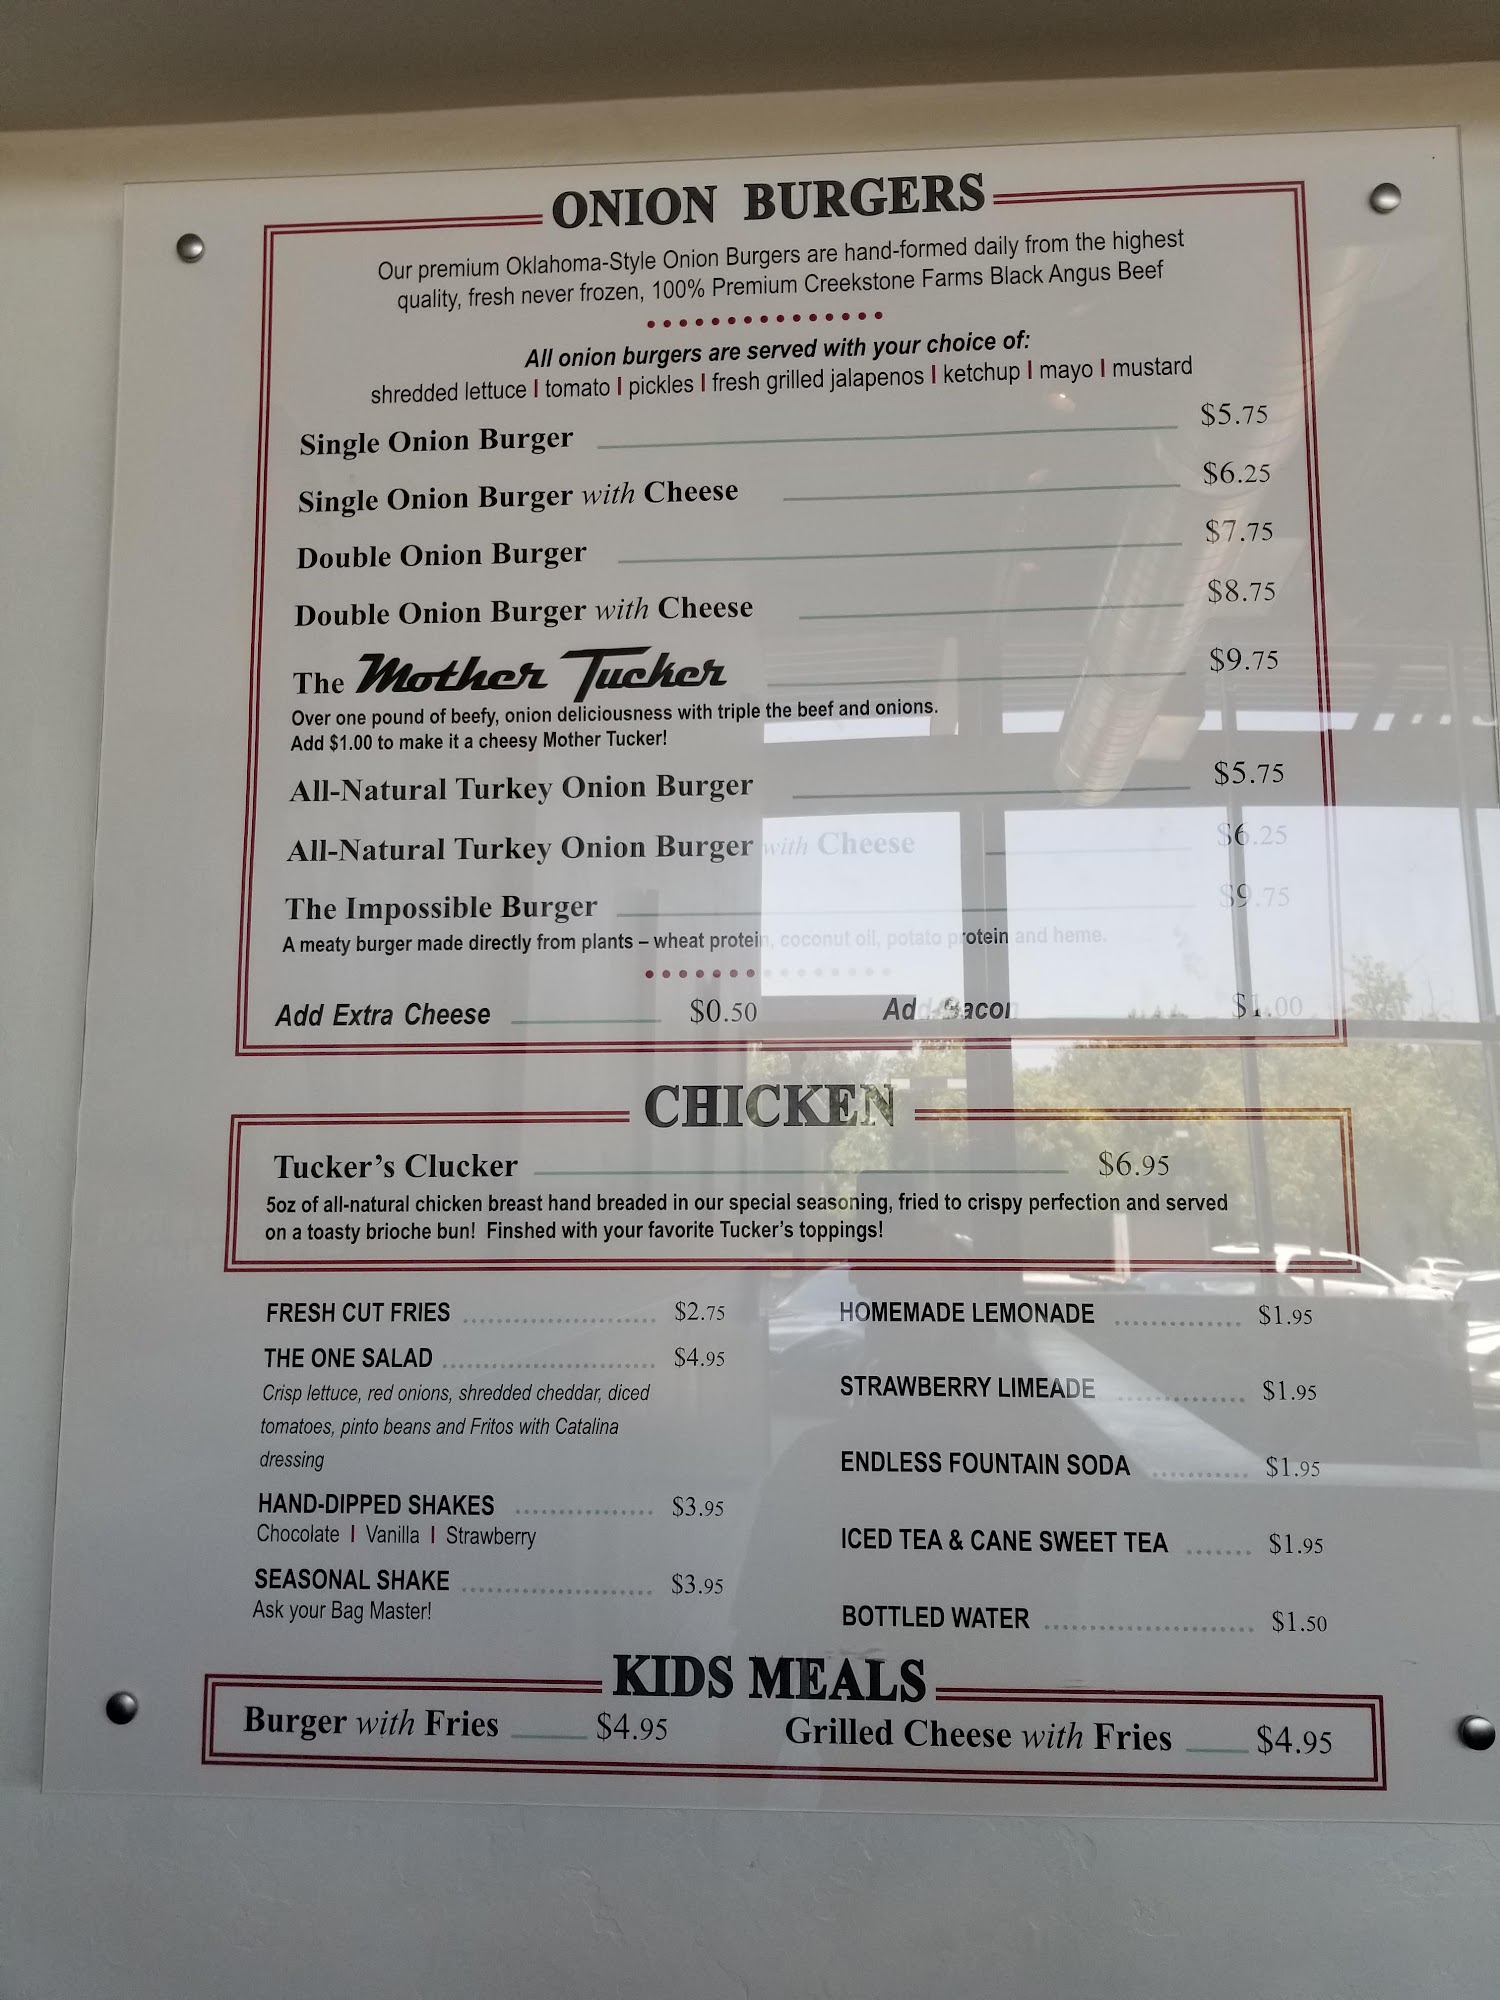 ONION BURGERS
Our premium Oklahoma-Style Onion Burgers are hand-formed daily from the highest
quality, fresh never frozen, 100% Premium Creekstone Farms Black Angus Beef
All onion burgers are served with your choice of:
shredded lettuce | tomato | pickles | fresh grilled jalapenos | ketchup | mayo | mustard
Single Onion Burger $5.75
Single Onion Burger with Cheese $6.25
Double Onion Burger $7.75
Double Onion Burger with Cheese $8.75
The Mother Tucker $9.75
Over one pound of beefy, onion deliciousness with triple the beef and onions.
Add $1.00 to make it a cheesy Mother Tucker!
All-Natural Turkey Onion Burger $5.75
All-Natural Turkey Onion Burger with Cheese $6.25
The Impossible Burger $9.75
A meaty burger made directly from plants – wheat protein, coconut oil, potato protein and heme.
Add Extra Cheese $0.50 Add Bacon $1.00
CHICKEN
Tucker's Clucker $6.95
5oz of all-natural chicken breast hand breaded in our special seasoning, fried to crispy perfection and served
on a toasty brioche bun! Finshed with your favorite Tucker's toppings!
FRESH CUT FRIES $2.75
THE ONE SALAD $4.95
Crisp lettuce, red onions, shredded cheddar, diced
tomatoes, pinto beans and Fritos with Catalina
dressing
HAND-DIPPED SHAKES $3.95
Chocolate | Vanilla | Strawberry
SEASONAL SHAKE $3.95
Ask your Bag Master!
HOMEMADE LEMONADE $1.95
STRAWBERRY LIMEADE $1.95
ENDLESS FOUNTAIN SODA $1.95
ICED TEA & CANE SWEET TEA $1.95
BOTTLED WATER $1.50
KIDS MEALS
Burger with Fries $4.95 Grilled Cheese with Fries $4.95